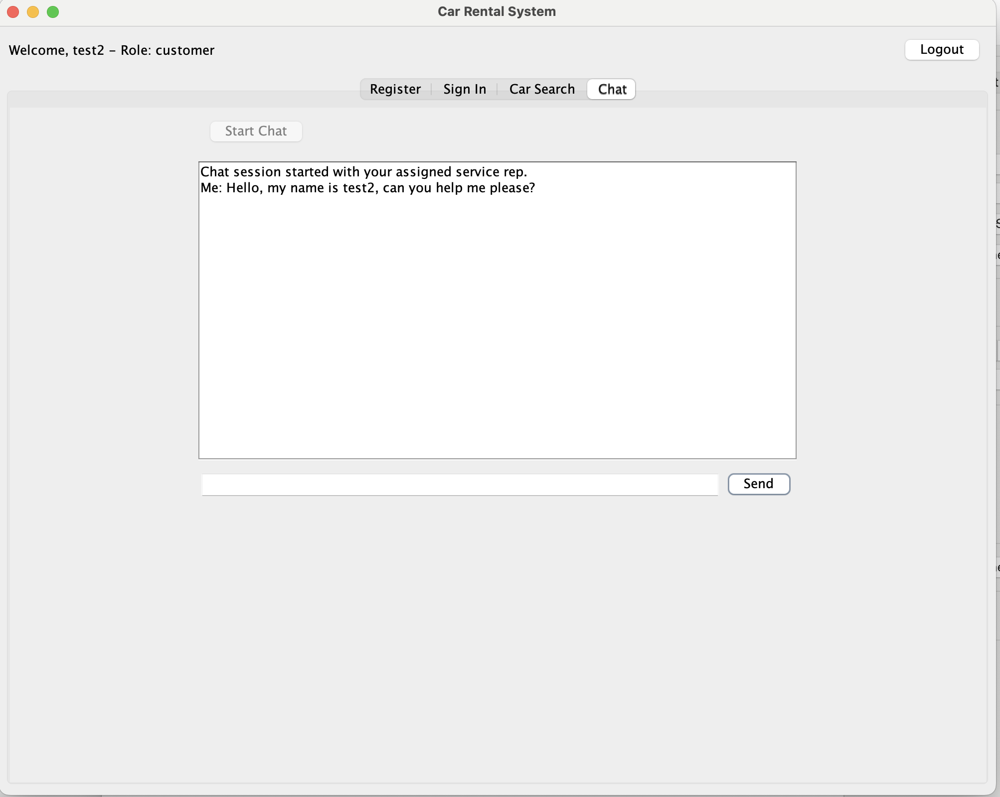 Car Rental System
Welcome, test2 – Role: customer
Logout
Register
Sign In
Car Search
Chat
Start Chat
Chat session started with your assigned service rep.
Me: Hello, my name is test2, can you help me please?
Send